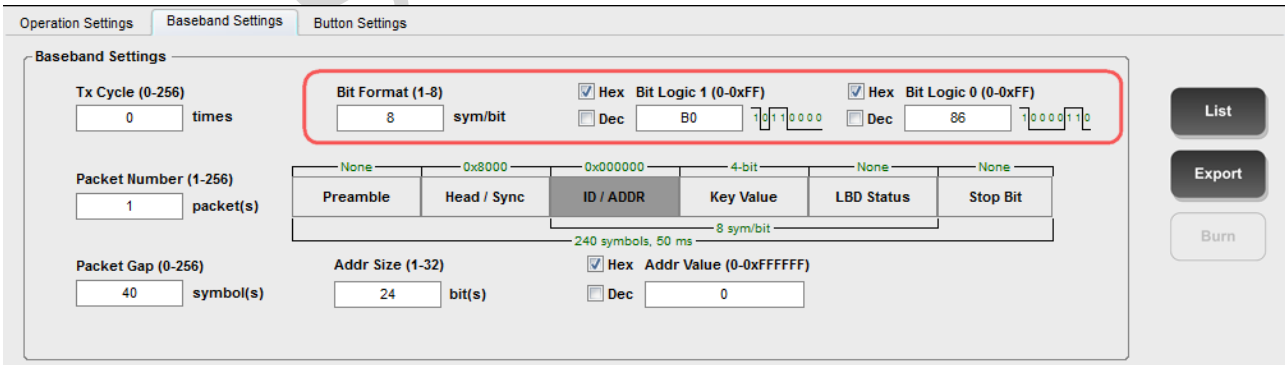 Operation Settings Baseband Settings Button Settings
Baseband Settings
Tx Cycle (0-256) Bit Format (1-8) Hex Bit Logic 1 (0-0xFF) Hex Bit Logic 0 (0-0xFF)
0 times 8 sym/bit Dec B0 10110000 Dec 86 10000110
List
None 0x8000 0x000000 4-bit None None
Packet Number (1-256) Preamble Head / Sync ID / ADDR Key Value LBD Status Stop Bit
Export
1 packet(s)
8 sym/bit
240 symbols, 50 ms
Burn
Packet Gap (0-256) Addr Size (1-32) Hex Addr Value (0-0xFFFFFF)
40 symbol(s) 24 bit(s) Dec 0